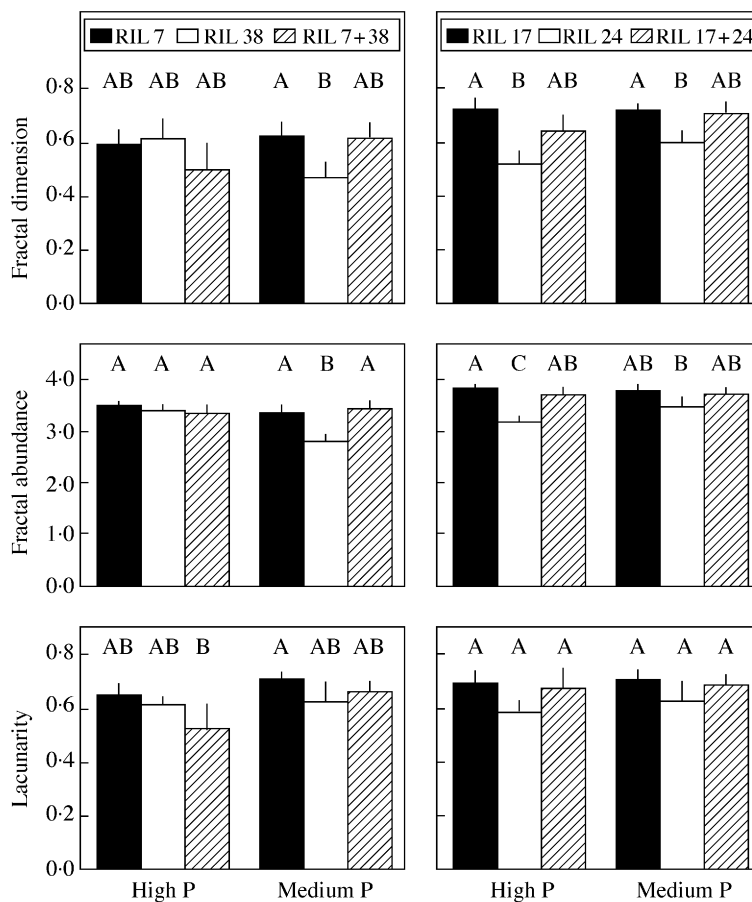 RIL 7 RIL 38 RIL 7+38
RIL 17 RIL 24 RIL 17+24
Fractal dimension
0·8
0·6
0·4
0·2
0·0
AB AB AB A B AB
A B AB A B AB
Fractal abundance
4·0
3·0
2·0
1·0
0·0
A A A A B A
A C AB AB B AB
Lacunarity
0·8
0·6
0·4
0·2
0·0
AB AB B A AB AB
A A A A A A
High P Medium P
High P Medium P